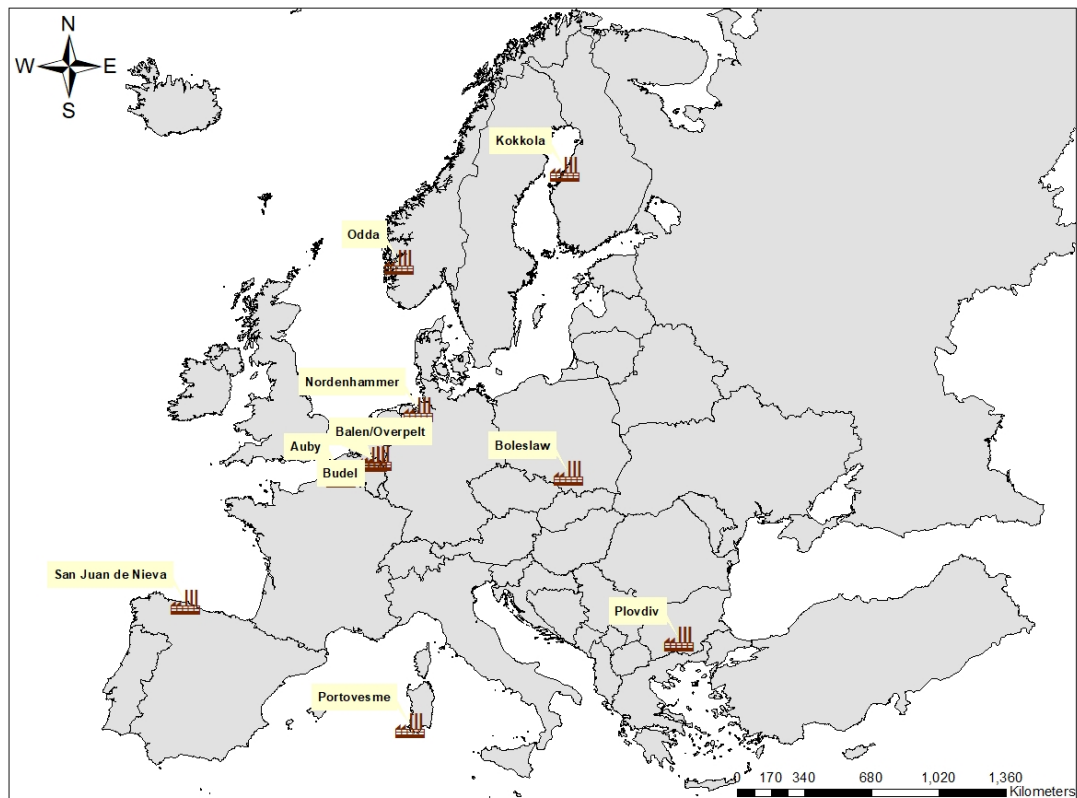 N
W E
S
Kokkola
Odda
Nordenhammer
Balen/Overpelt
Auby
Budel
Boleslaw
San Juan de Nieva
Plovdiv
Portovesme
0 170 340 680 1,020 1,360
Kilometers